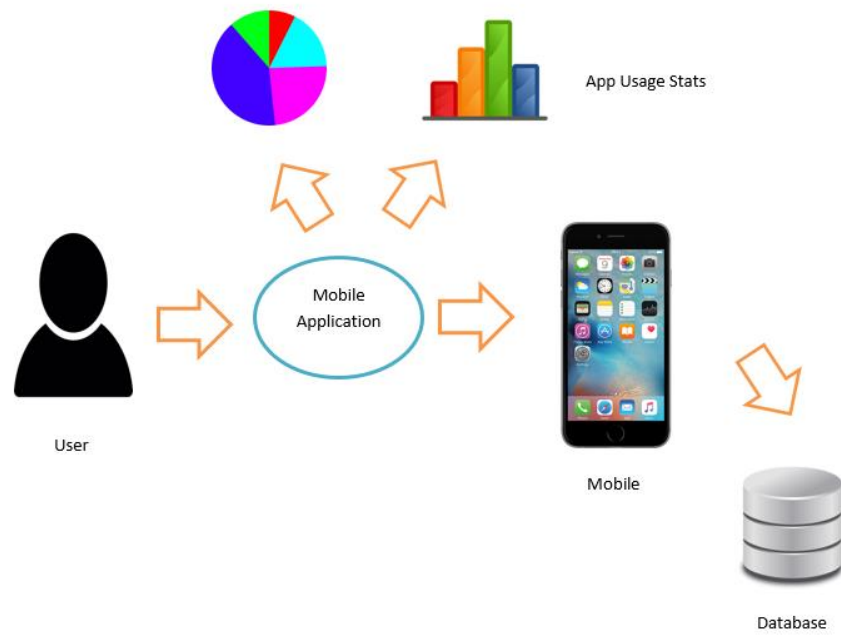 App Usage Stats
Mobile
Application
User
Mobile
Database